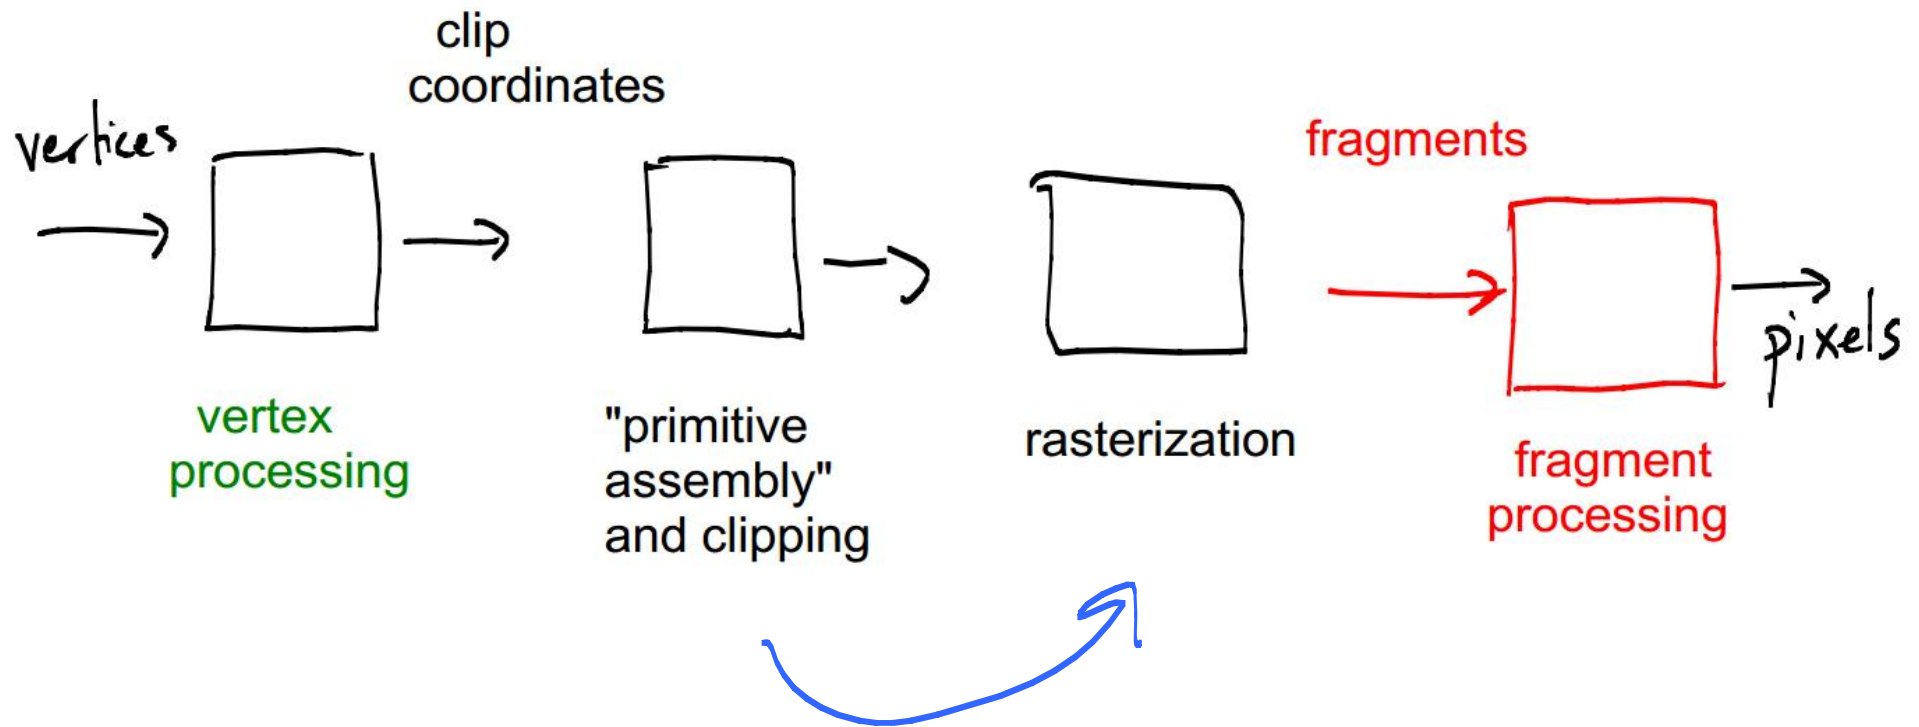 clip
coordinates
vertices
fragments
pixels
vertex
processing
"primitive
assembly"
and clipping
rasterization
fragment
processing